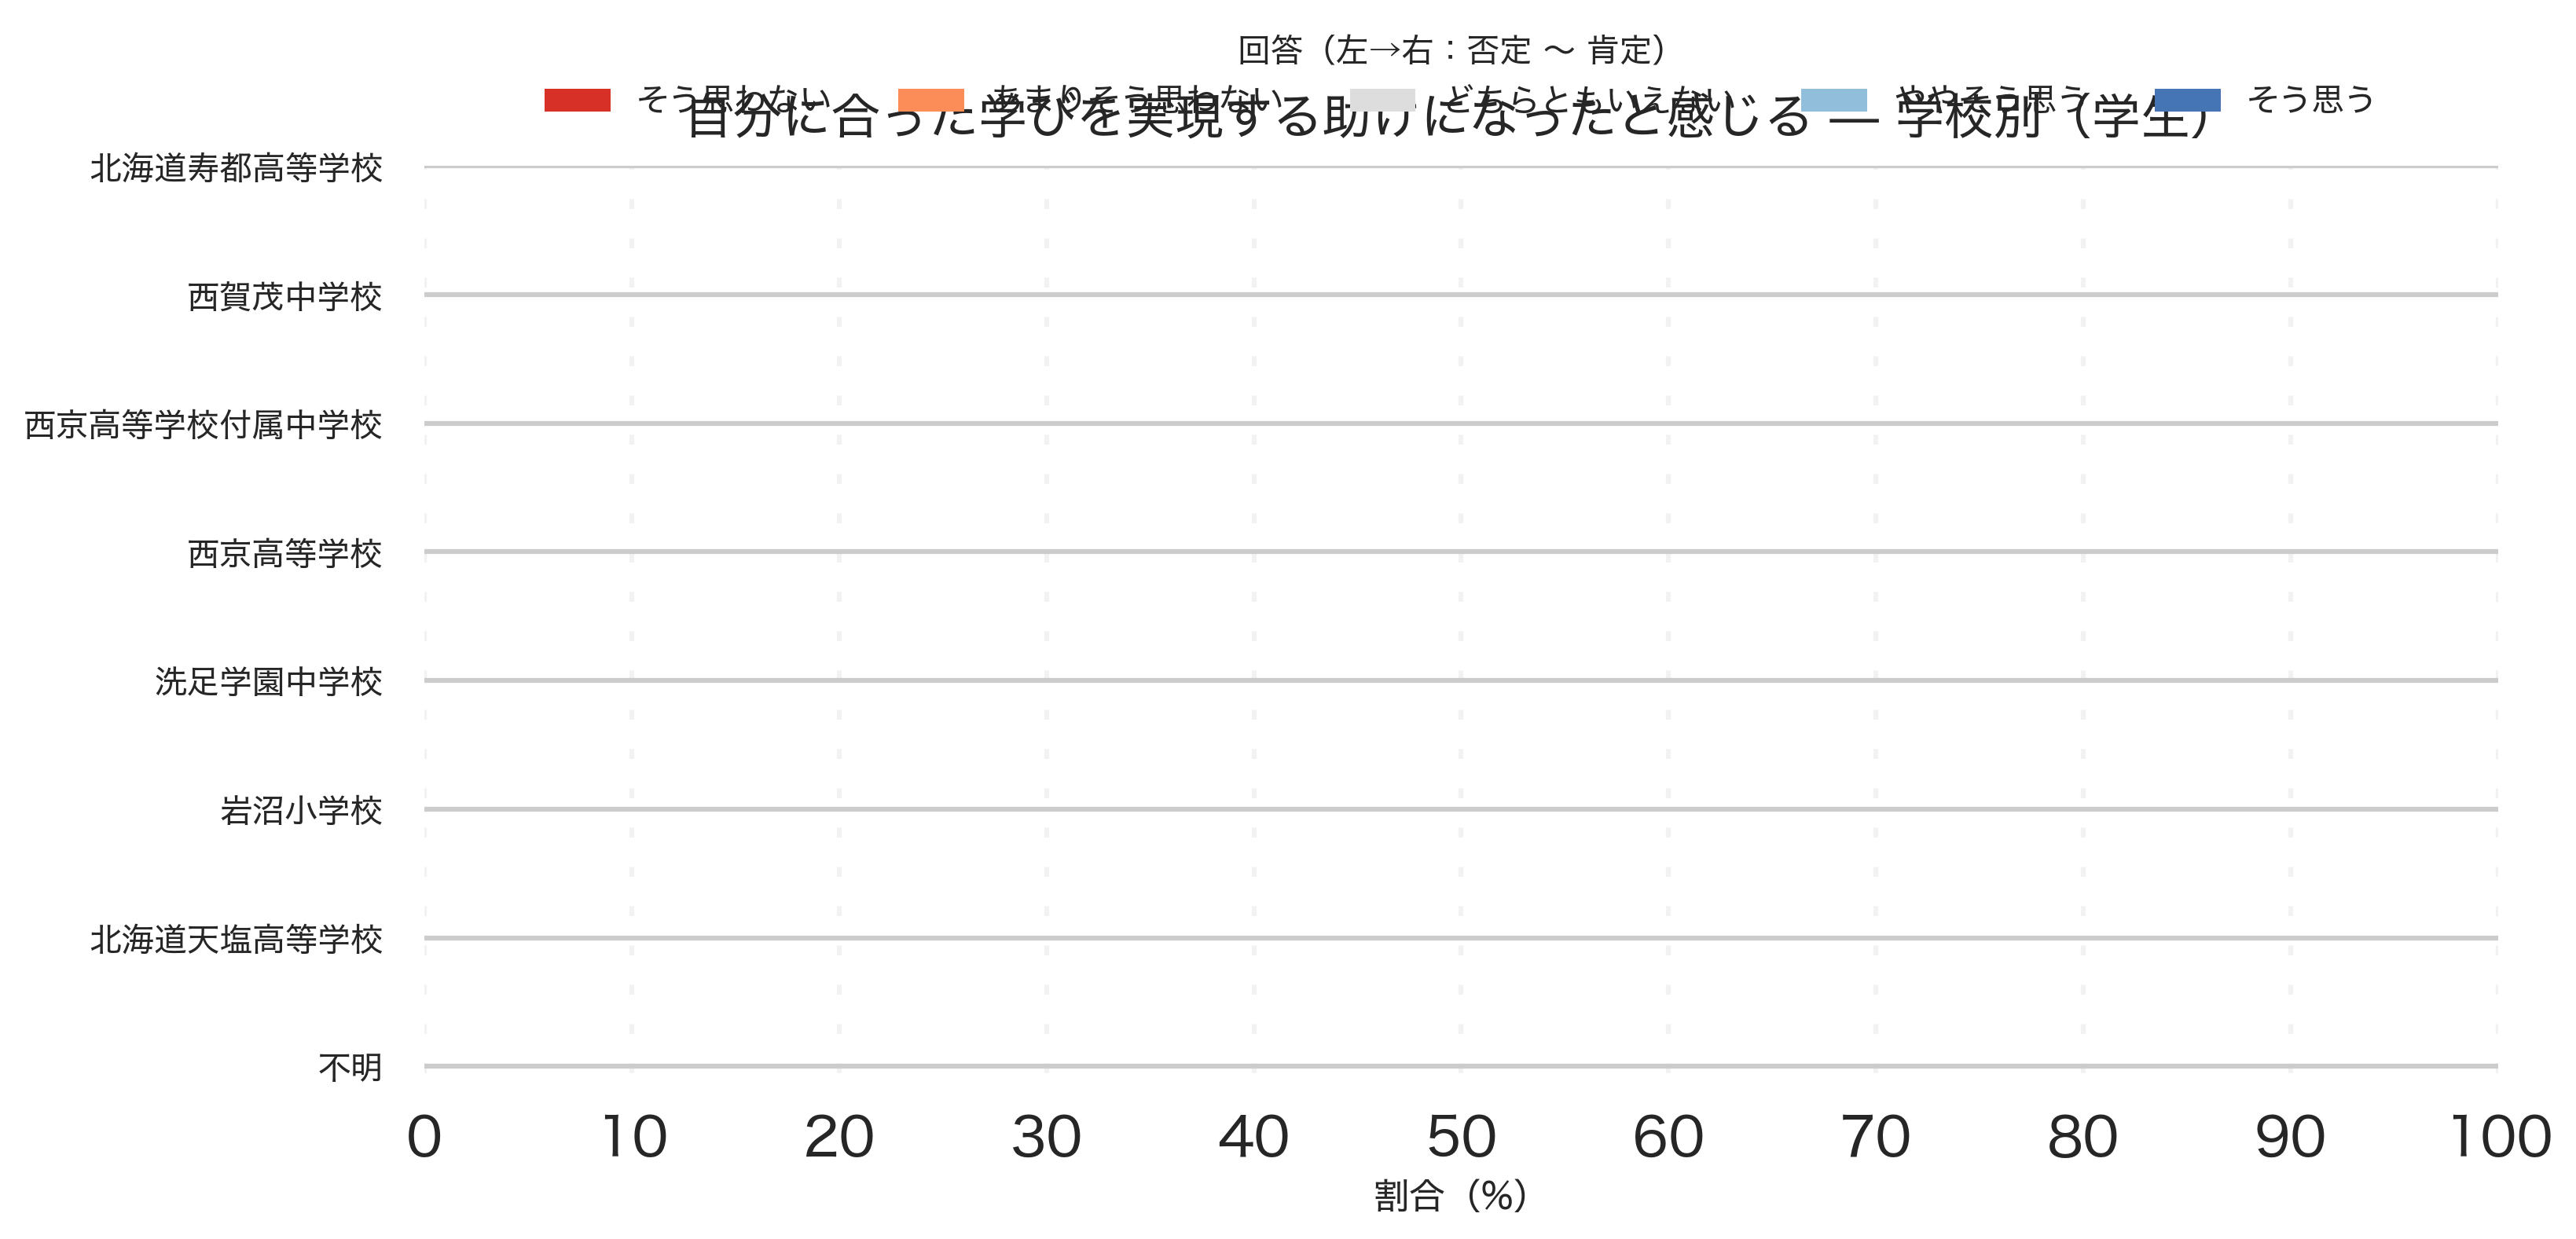 回答（左→右：否定 ～ 肯定）
そう思わない あまりそう思わない どちらともいえない ややそう思う そう思う
自分に合った学びを実現する助けになったと感じる — 学校別（学生）
北海道寿都高等学校
西賀茂中学校
西京高等学校付属中学校
西京高等学校
洗足学園中学校
岩沼小学校
北海道天塩高等学校
不明
0 10 20 30 40 50 60 70 80 90 100
割合（%）